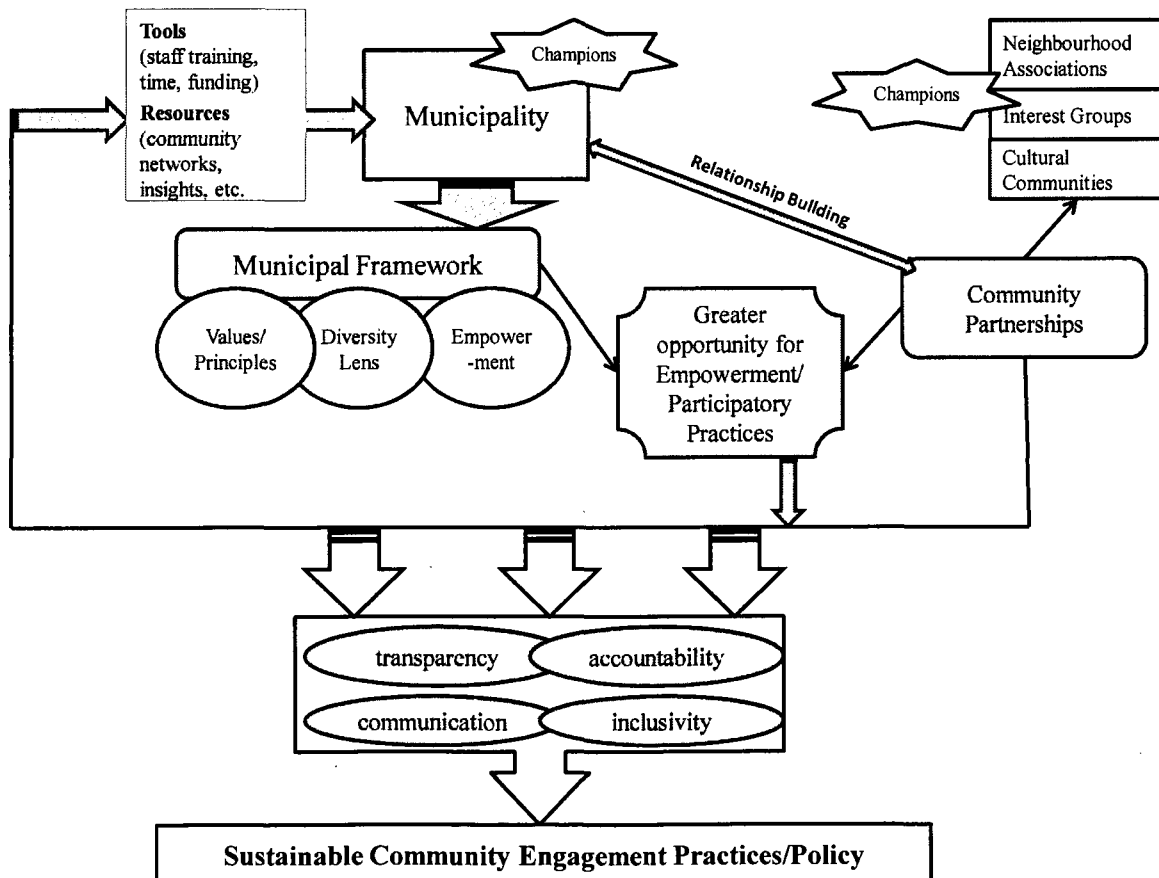 Tools
(staff training,
time, funding)
Resources
(community
networks,
insights, etc.
Municipality
Champions
Champions
Neighbourhood
Associations
Interest Groups
Cultural
Communities
Relationship Building
Municipal Framework
Values/
Principles
Diversity
Lens
Empower
-ment
Greater
opportunity for
Empowerment/
Participatory
Practices
Community
Partnerships
transparency
accountability
communication
inclusivity
Sustainable Community Engagement Practices/Policy